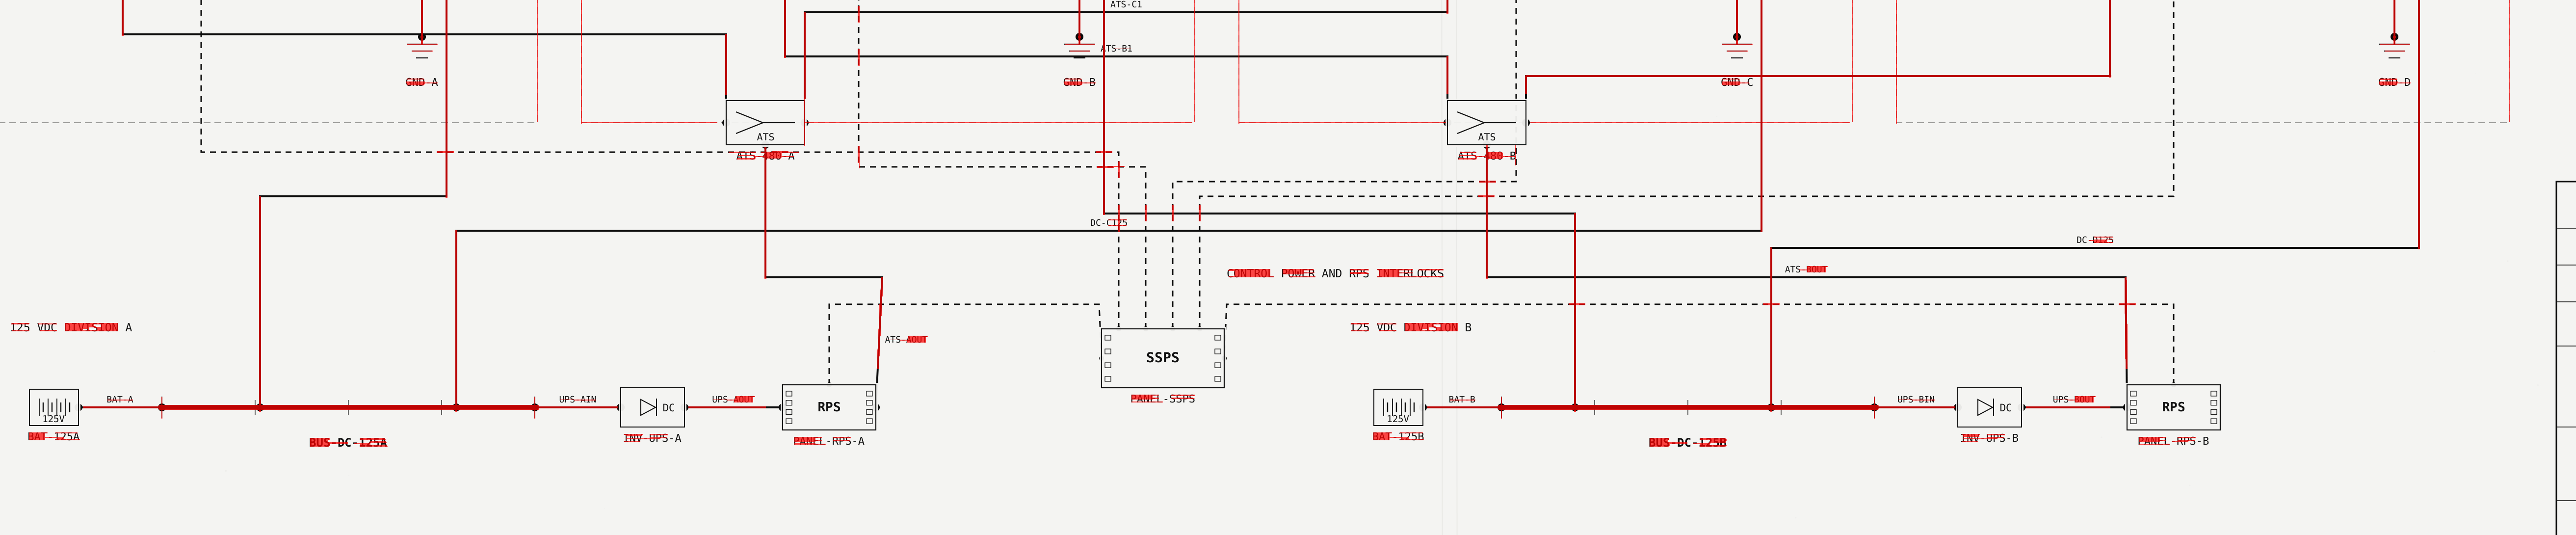 ATS-C1
ATS-B1
GND-A
GND-B
GND-C
GND-D
ATS
ATS-480-A
ATS
ATS-480-B
DC-C125
DC-D125
CONTROL POWER AND RPS INTERLOCKS
ATS-BOUT
125 VDC DIVISION A
125 VDC DIVISION B
ATS-AOUT
SSPS
PANEL-SSPS
125V
BAT-125A
BAT-A
BUS-DC-125A
UPS-AIN
DC
INV-UPS-A
UPS-AOUT
RPS
PANEL-RPS-A
125V
BAT-125B
BAT-B
BUS-DC-125B
UPS-BIN
DC
INV-UPS-B
UPS-BOUT
RPS
PANEL-RPS-B